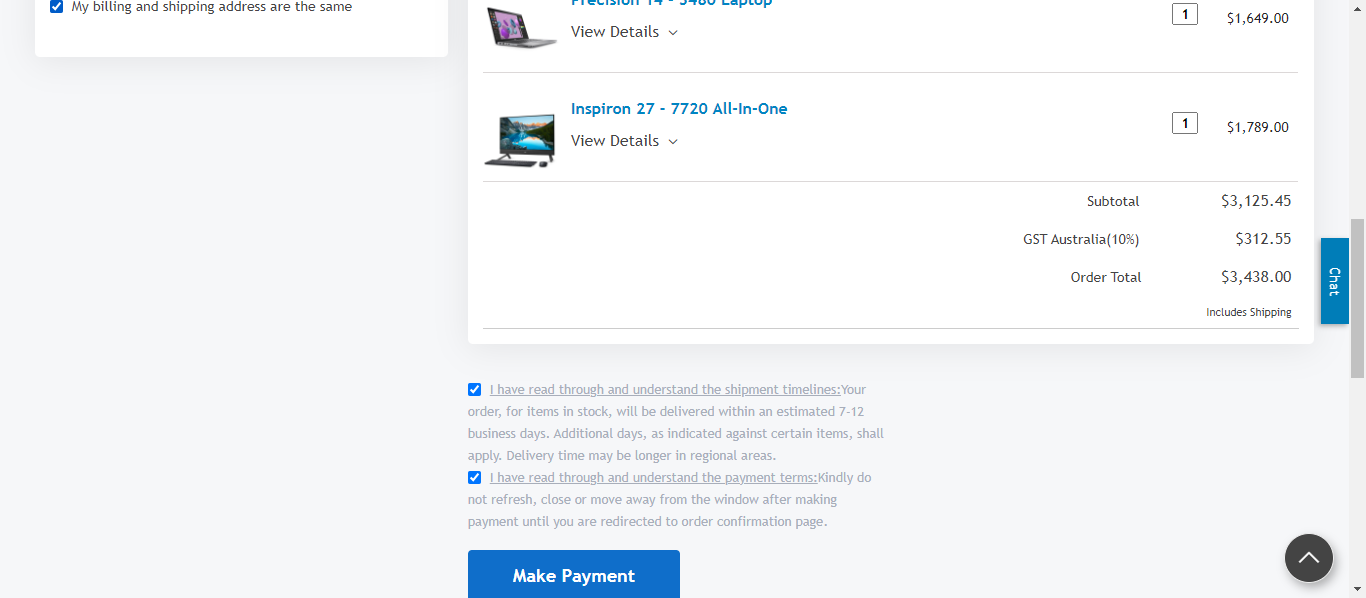 My billing and shipping address are the same
Precision 14 - 3480 Laptop
View Details
1
$1,649.00
Inspiron 27 - 7720 All-In-One
View Details
1
$1,789.00
Subtotal $3,125.45
GST Australia(10%) $312.55
Order Total $3,438.00
Includes Shipping
Chat
I have read through and understand the shipment timelines:Your
order, for items in stock, will be delivered within an estimated 7-12
business days. Additional days, as indicated against certain items, shall
apply. Delivery time may be longer in regional areas.
I have read through and understand the payment terms:Kindly do
not refresh, close or move away from the window after making
payment until you are redirected to order confirmation page.
Make Payment